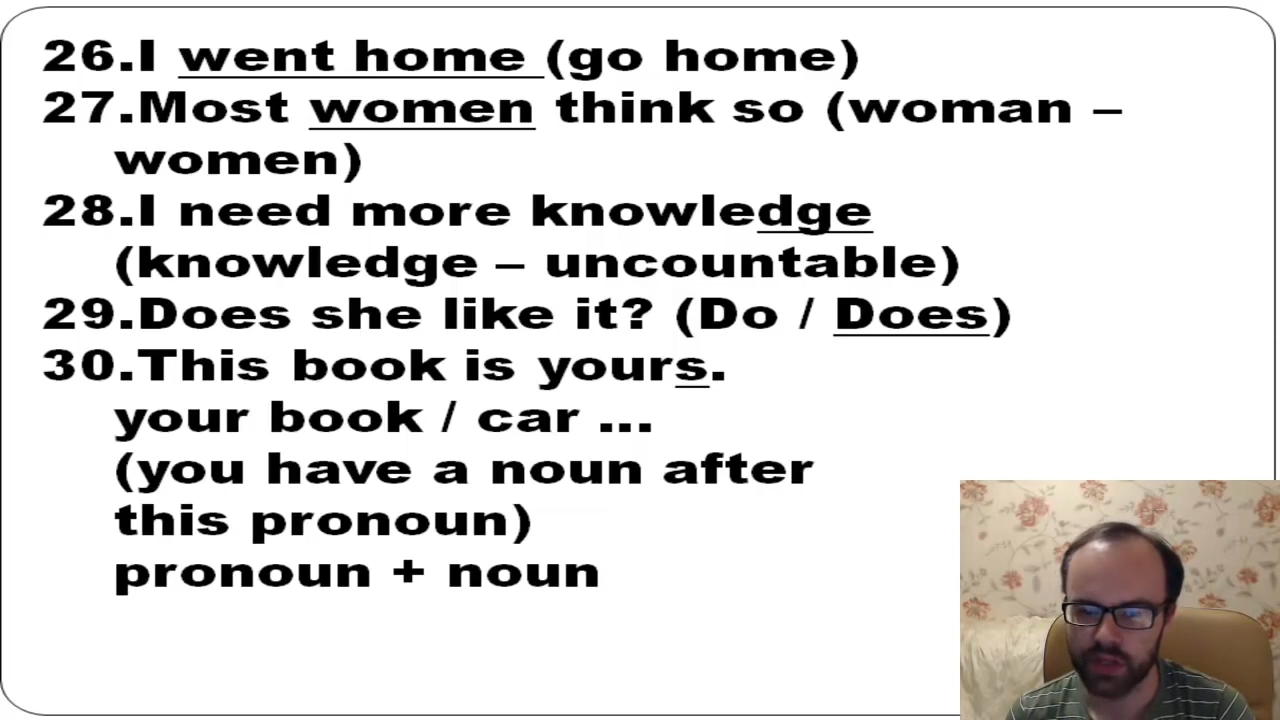 26.I went home (go home)
27.Most women think so (woman –
women)
28.I need more knowledge
(knowledge – uncountable)
29.Does she like it? (Do / Does)
30.This book is yours.
your book / car ...
(you have a noun after
this pronoun)
pronoun + noun